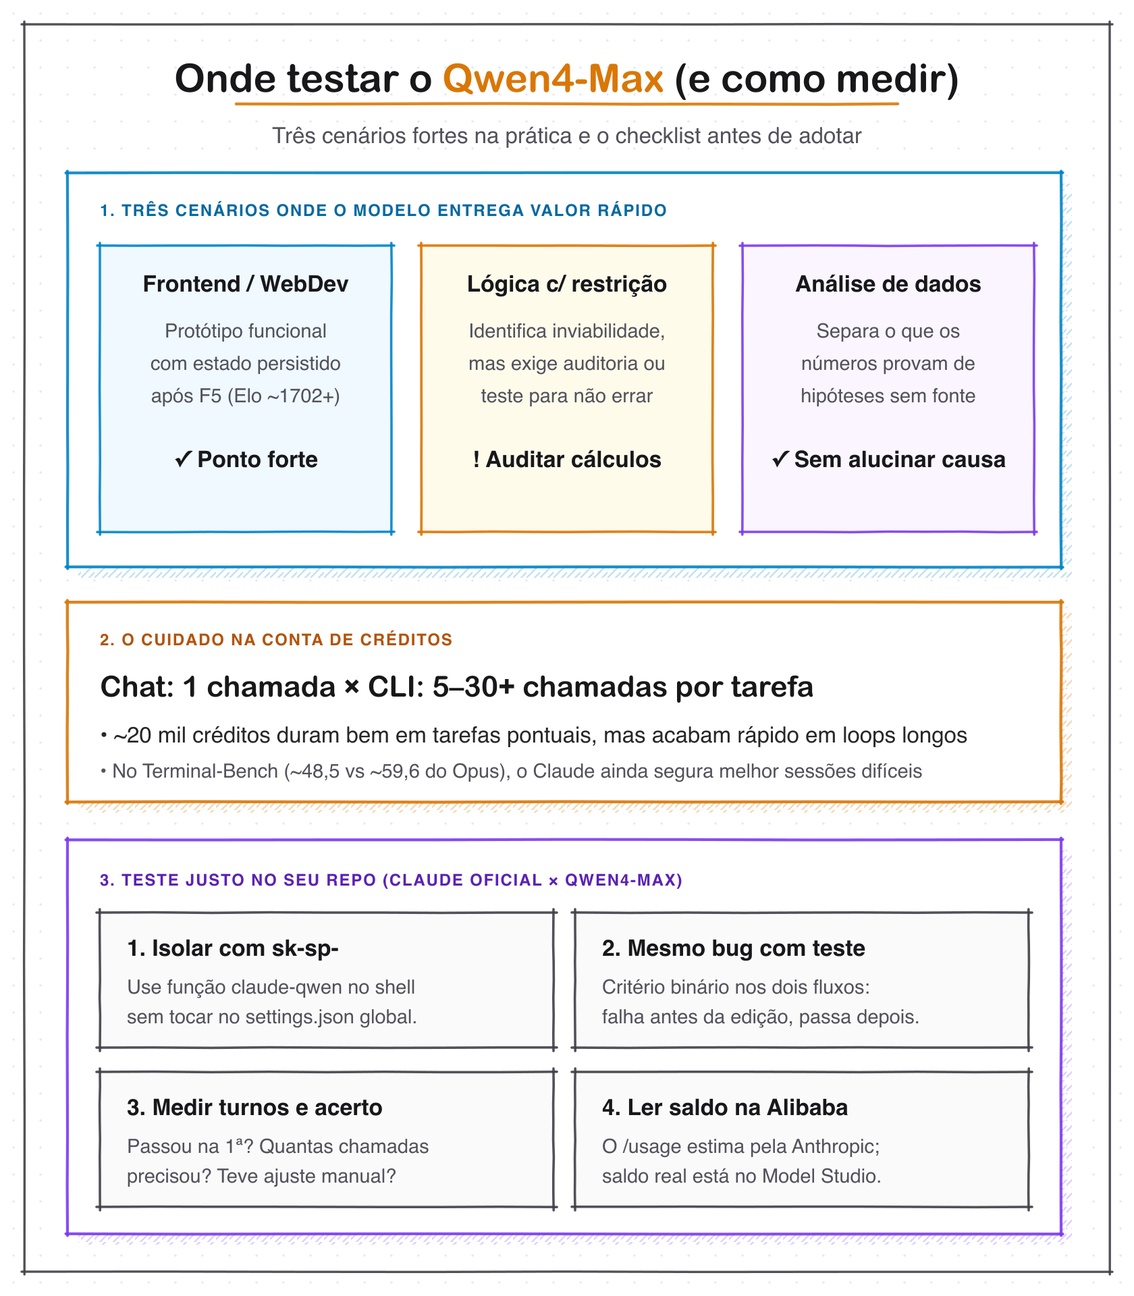 Onde testar o Qwen4-Max (e como medir)
Três cenários fortes na prática e o checklist antes de adotar
1. TRÊS CENÁRIOS ONDE O MODELO ENTREGA VALOR RÁPIDO
Frontend / WebDev
Protótipo funcional
com estado persistido
após F5 (Elo ~1702+)
✓ Ponto forte
Lógica c/ restrição
Identifica inviabilidade,
mas exige auditoria ou
teste para não errar
! Auditar cálculos
Análise de dados
Separa o que os
números provam de
hipóteses sem fonte
✓ Sem alucinar causa
2. O CUIDADO NA CONTA DE CRÉDITOS
Chat: 1 chamada × CLI: 5–30+ chamadas por tarefa
• ~20 mil créditos duram bem em tarefas pontuais, mas acabam rápido em loops longos
• No Terminal-Bench (~48,5 vs ~59,6 do Opus), o Claude ainda segura melhor sessões difíceis
3. TESTE JUSTO NO SEU REPO (CLAUDE OFICIAL × QWEN4-MAX)
1. Isolar com sk-sp-
Use função claude-qwen no shell
sem tocar no settings.json global.
2. Mesmo bug com teste
Critério binário nos dois fluxos:
falha antes da edição, passa depois.
3. Medir turnos e acerto
Passou na 1ª? Quantas chamadas
precisou? Teve ajuste manual?
4. Ler saldo na Alibaba
O /usage estima pela Anthropic;
saldo real está no Model Studio.